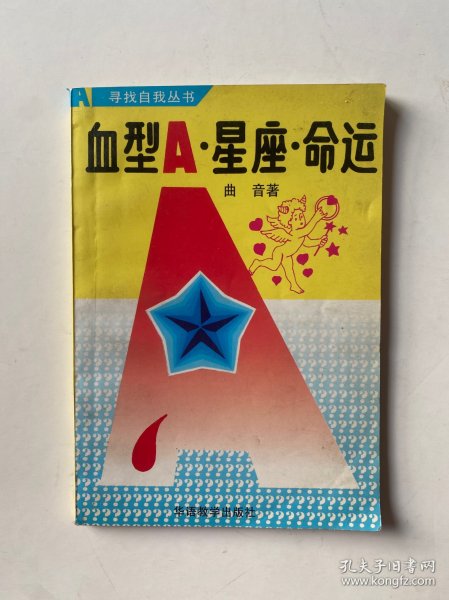 A 寻找自我丛书
血型A·星座·命运
曲 音著
A
华语教学出版社
孔夫子旧书网
www.kongfz.com